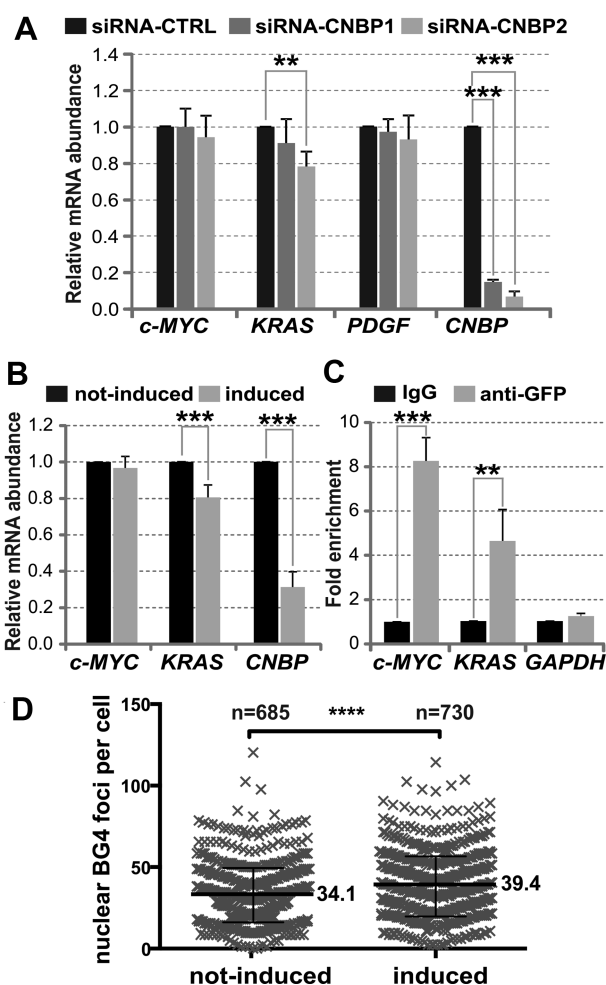 A
siRNA-CTRL siRNA-CNBP1 siRNA-CNBP2
Relative mRNA abundance
1.4
1.2
1.0
0.8
0.6
0.4
0.2
0.0
**
***
***
c-MYC KRAS PDGF CNBP
B
not-induced induced
Relative mRNA abundance
1.2
1.0
0.8
0.6
0.4
0.2
0.0
***
***
c-MYC KRAS CNBP
C
IgG anti-GFP
Fold enrichment
10
8
6
4
2
0
***
**
c-MYC KRAS GAPDH
D
nuclear BG4 foci per cell
150
100
50
0
n=685 **** n=730
34.1
39.4
not-induced induced